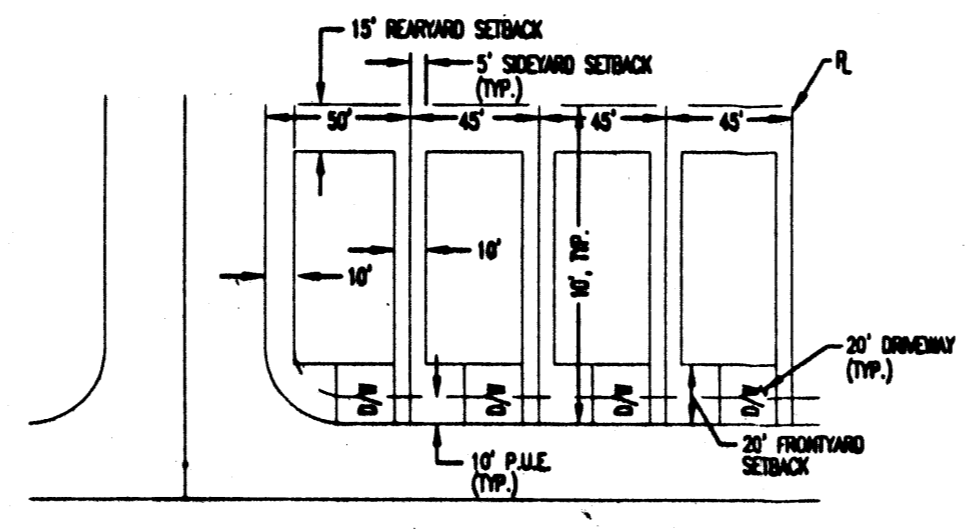 15' REARYARD SETBACK
5' SIDEYARD SETBACK
(TYP.)
PL
50'
45'
45'
45'
10'
10'
TYP.
20' DRIVEWAY
(TYP.)
D/W
D/W
D/W
D/W
20' FRONTYARD
SETBACK
10' P.U.E.
(TYP.)